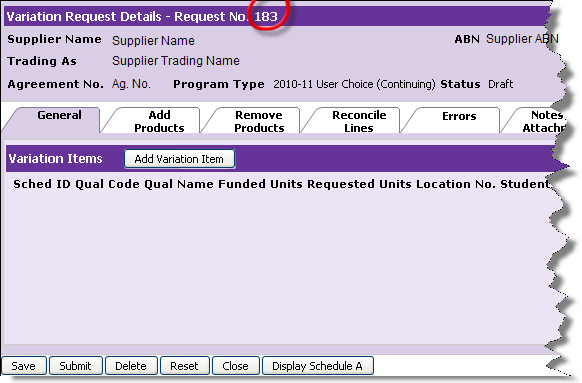 Variation Request Details - Request No. 183
Supplier Name Supplier Name ABN Supplier ABN
Trading As Supplier Trading Name
Agreement No. Ag. No. Program Type 2010-11 User Choice (Continuing) Status Draft
General Add Products Remove Products Reconcile Lines Errors Notes Attach
Variation Items Add Variation Item
Sched ID Qual Code Qual Name Funded Units Requested Units Location No. Student
Save Submit Delete Reset Close Display Schedule A